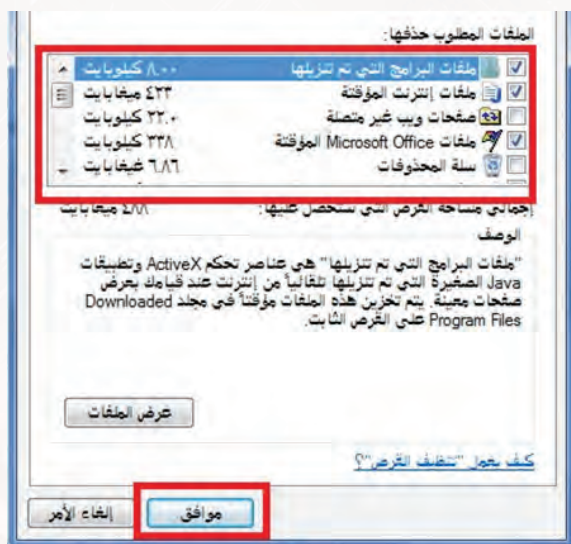 الملفات المطلوب حذفها:
ملفات البرامج التي تم تنزيلها ٨.٠٠ كيلوبايت
ملفات إنترنت المؤقتة ٤٢٣ ميغابايت
صفحات ويب غير متصلة ٢٢.٠ كيلوبايت
ملفات Microsoft Office المؤقتة ٣٣٨ كيلوبايت
سلة المحذوفات ٦.٨٦ غيغابايت
إجمالي مساحة القرص التي ستحصل عليها: ٤٨٨ ميغابايت
الوصف
"ملفات البرامج التي تم تنزيلها" هي عناصر تحكم ActiveX وتطبيقات
Java الصغيرة التي تم تنزيلها تلقائياً من إنترنت عند قيامك بعرض
صفحات معينة. يتم تخزين هذه الملفات مؤقتاً في مجلد Downloaded
Program Files على القرص الثابت.
عرض الملفات
كيف يعمل "تنظيف القرص"؟
موافق
إلغاء الأمر